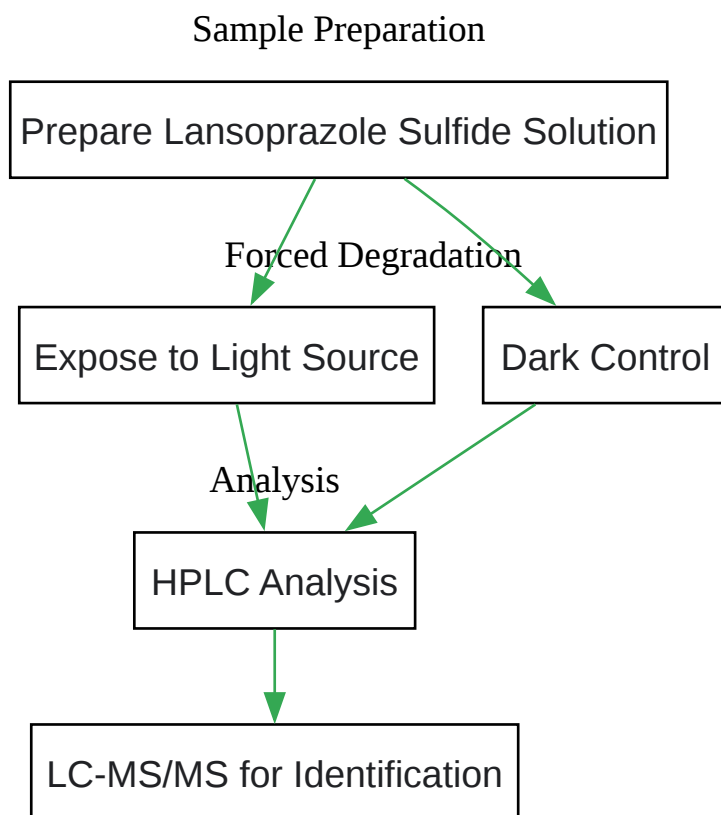 Sample Preparation
Prepare Lansoprazole Sulfide Solution
Forced Degradation
Expose to Light Source
Dark Control
Analysis
HPLC Analysis
LC-MS/MS for Identification